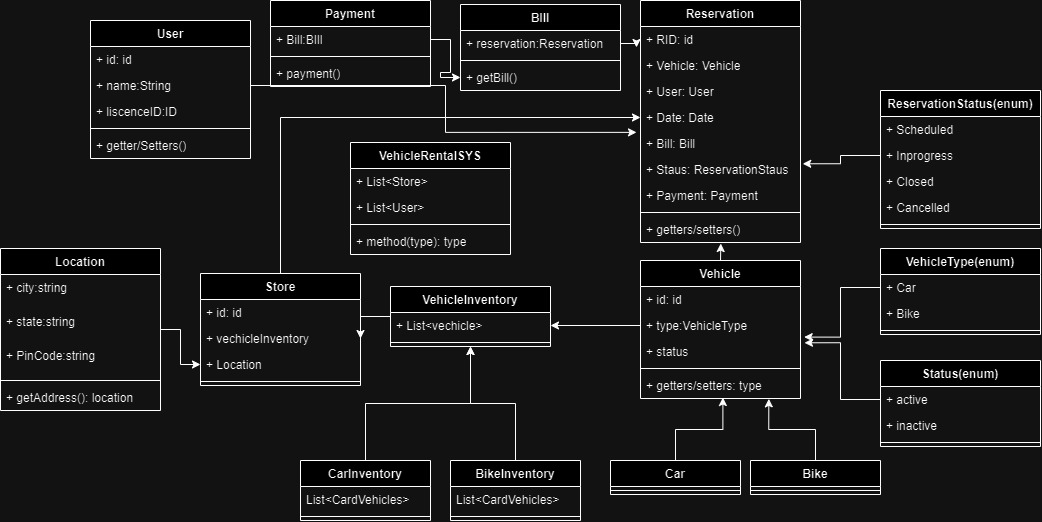 User
+ id: id
+ name:String
+ liscenceID:ID
+ getter/Setters()
Payment
+ Bill:BIll
+ payment()
BIll
+ reservation:Reservation
+ getBill()
Reservation
+ RID: id
+ Vehicle: Vehicle
+ User: User
+ Date: Date
+ Bill: Bill
+ Staus: ReservationStaus
+ Payment: Payment
+ getters/setters()
ReservationStatus(enum)
+ Scheduled
+ Inprogress
+ Closed
+ Cancelled
VehicleRentalSYS
+ List<Store>
+ List<User>
+ method(type): type
Location
+ city:string
+ state:string
+ PinCode:string
+ getAddress(): location
Store
+ id: id
+ vechicleInventory
+ Location
VehicleInventory
+ List<vechicle>
Vehicle
+ id: id
+ type:VehicleType
+ status
+ getters/setters: type
VehicleType(enum)
+ Car
+ Bike
Status(enum)
+ active
+ inactive
CarInventory
List<CardVehicles>
BikeInventory
List<CardVehicles>
Car
Bike